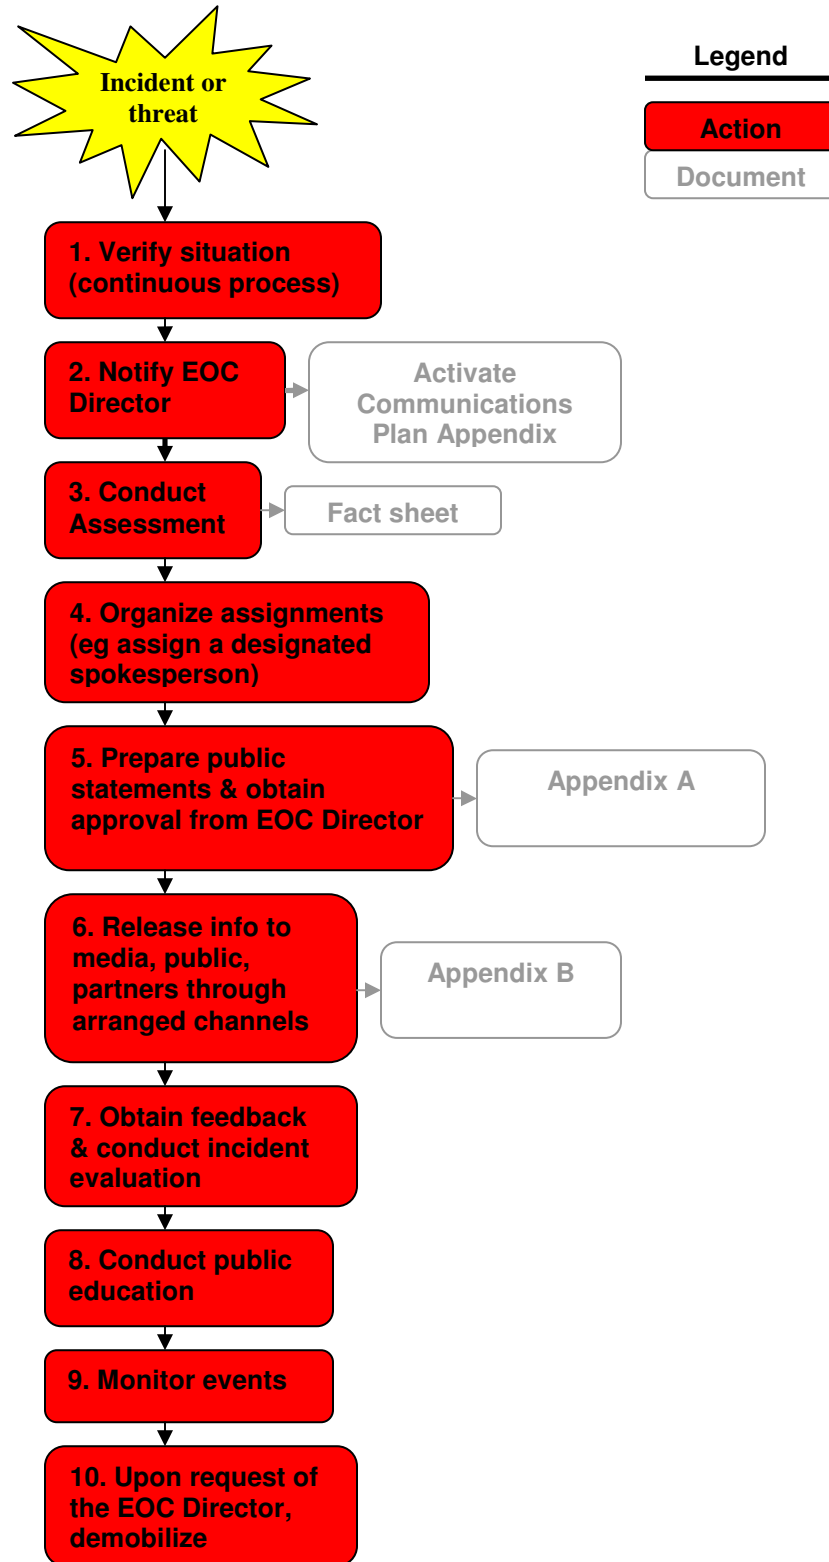 Incident or
threat
Legend
Action
Document
1. Verify situation
(continuous process)
2. Notify EOC
Director
Activate
Communications
Plan Appendix
3. Conduct
Assessment
Fact sheet
4. Organize assignments
(eg assign a designated
spokesperson)
5. Prepare public
statements & obtain
approval from EOC Director
Appendix A
6. Release info to
media, public,
partners through
arranged channels
Appendix B
7. Obtain feedback
& conduct incident
evaluation
8. Conduct public
education
9. Monitor events
10. Upon request of
the EOC Director,
demobilize